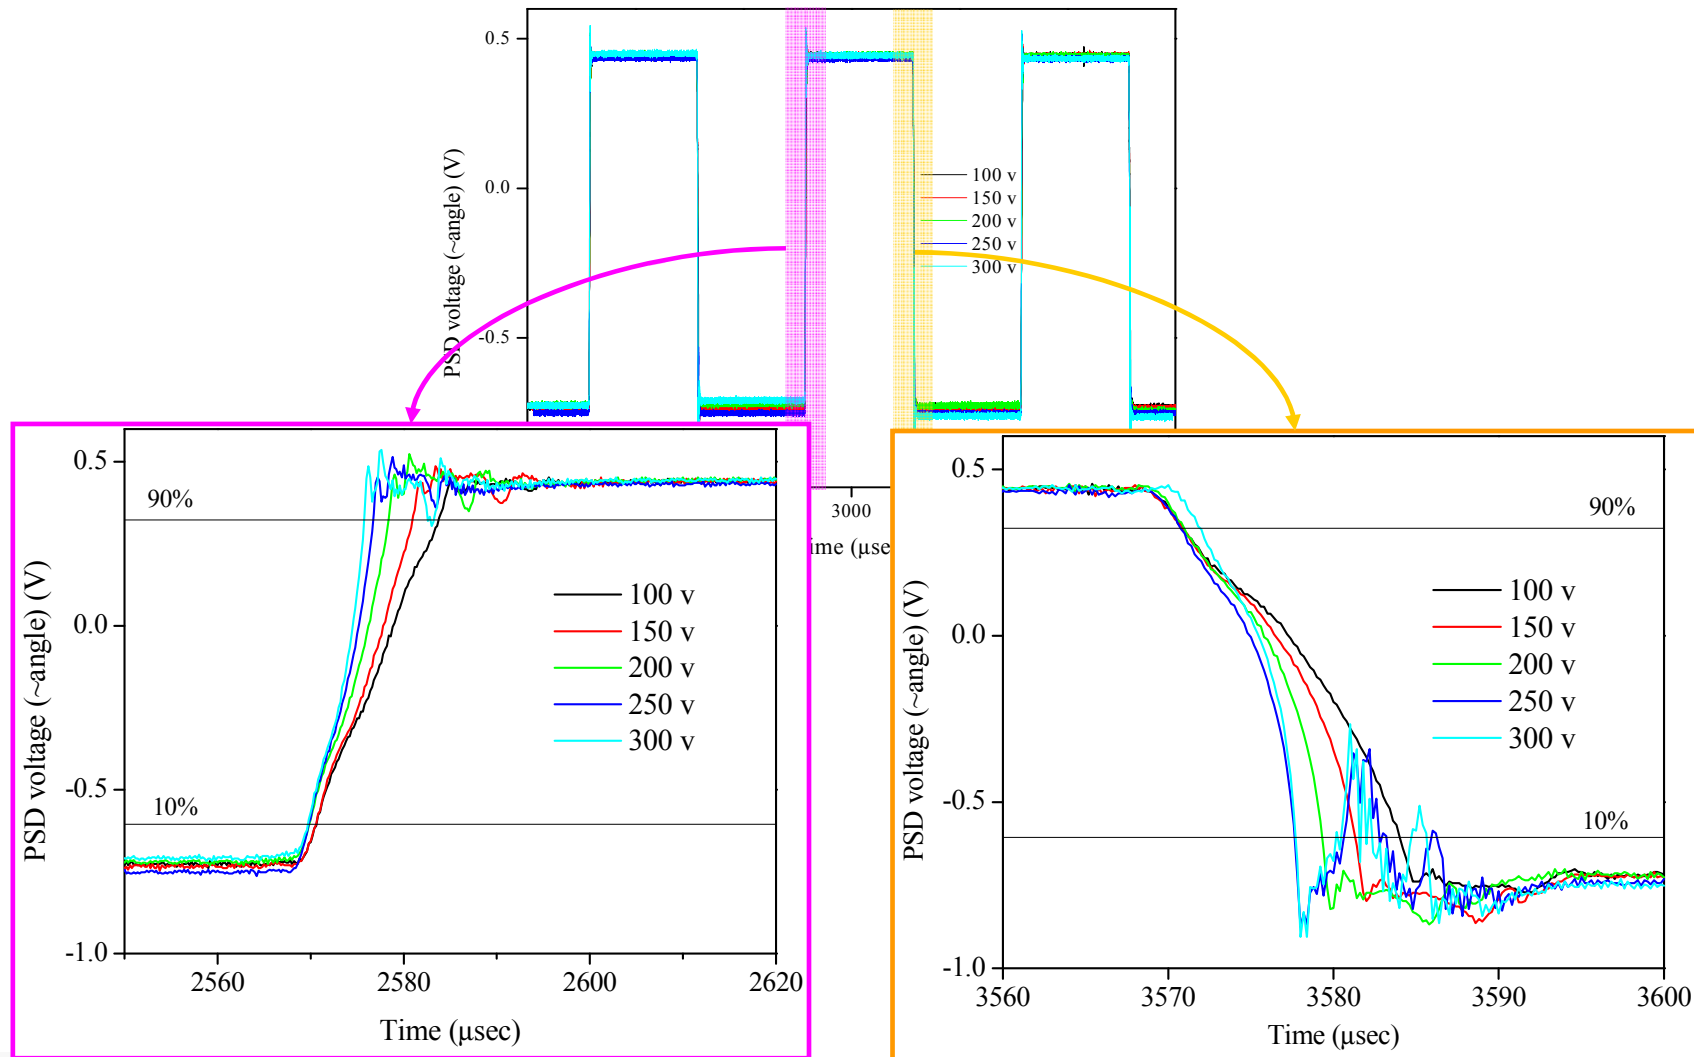 0.5
0.0
-0.5
PSD voltage (~angle) (V)
100 v
150 v
200 v
250 v
300 v
3000
ime (μse
0.5
0.0
-0.5
-1.0
PSD voltage (~angle) (V)
90%
10%
100 v
150 v
200 v
250 v
300 v
2560
2580
2600
2620
Time (μsec)
0.5
0.0
-0.5
-1.0
PSD voltage (~angle) (V)
90%
10%
100 v
150 v
200 v
250 v
300 v
3560
3570
3580
3590
3600
Time (μsec)